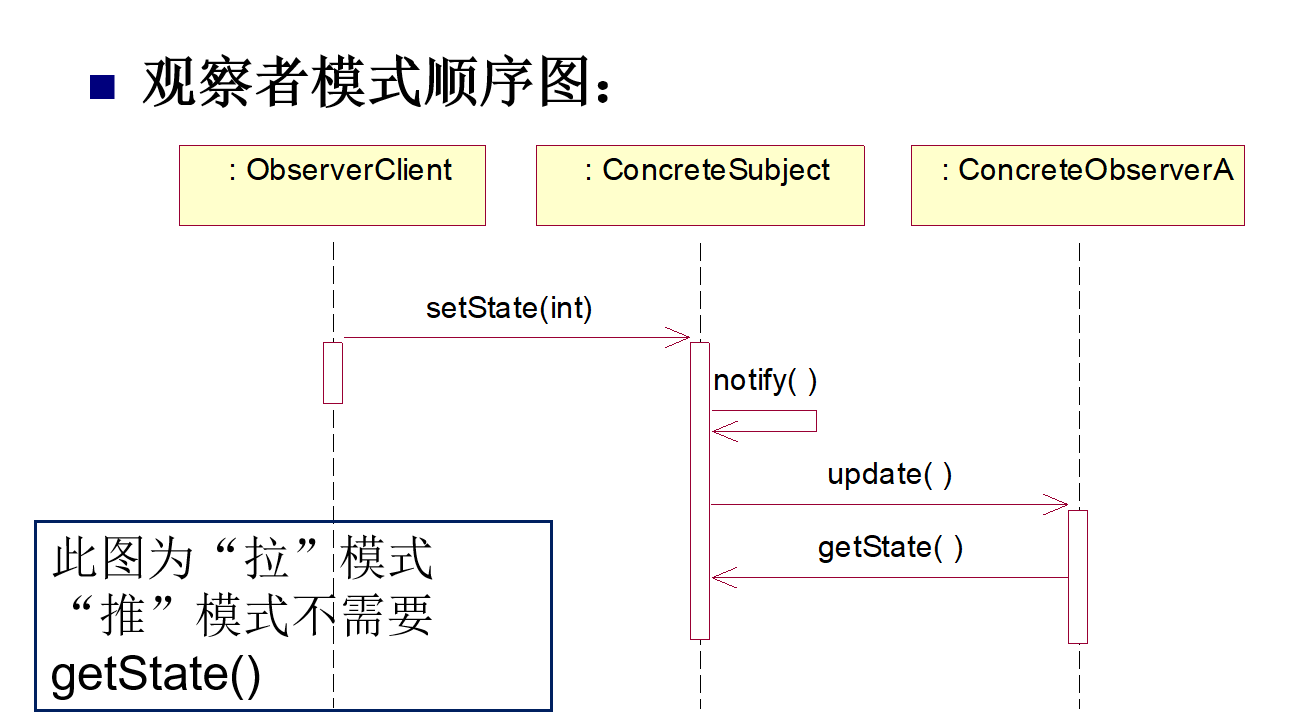 观察者模式顺序图：
: ObserverClient
: ConcreteSubject
: ConcreteObserverA
setState(int)
notify( )
update( )
getState( )
此图为“拉”模式
“推”模式不需要
getState()